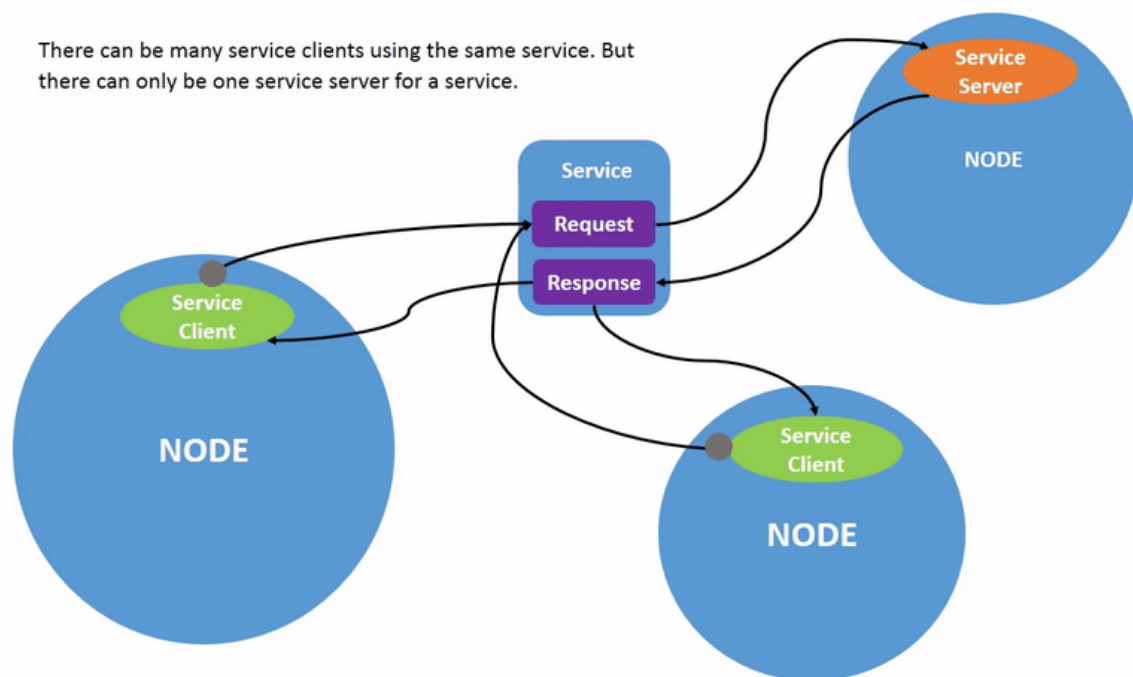 There can be many service clients using the same service. But
there can only be one service server for a service.
Service
Server
NODE
Service
Request
Response
Service
Client
NODE
Service
Client
NODE